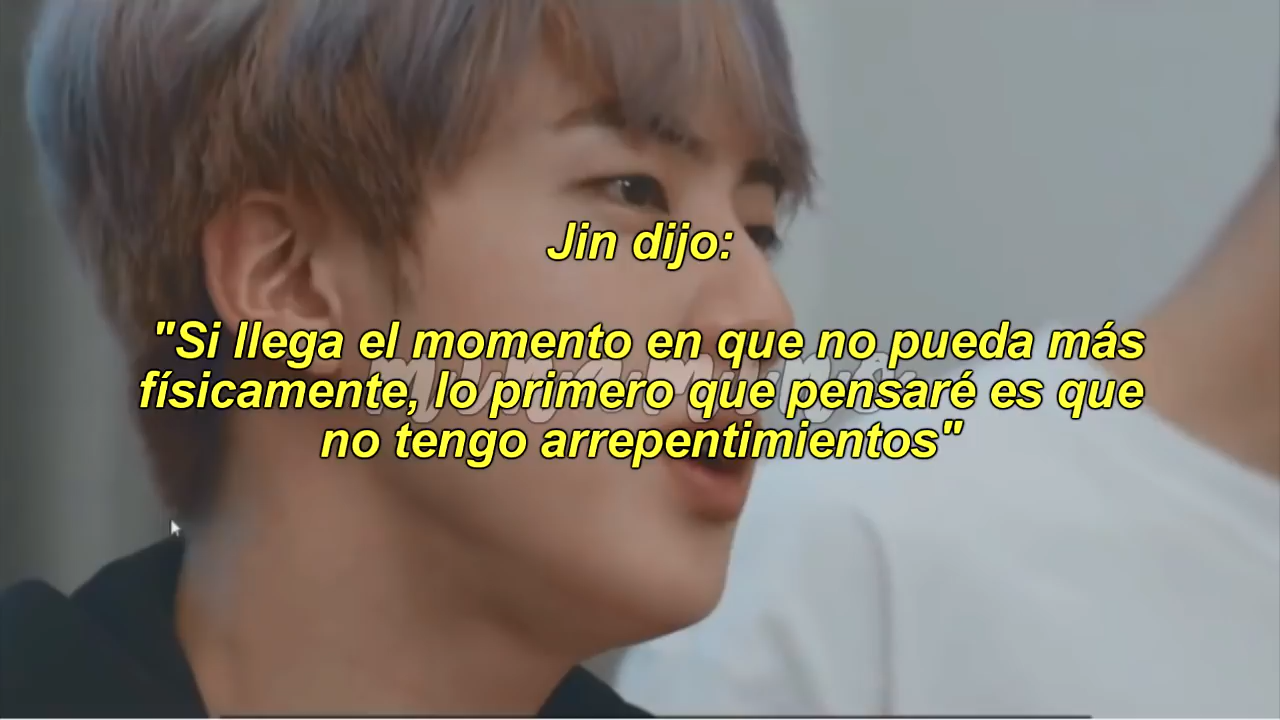 Jin dijo:
"Si llega el momento en que no pueda más
físicamente, lo primero que pensaré es que
no tengo arrepentimientos"